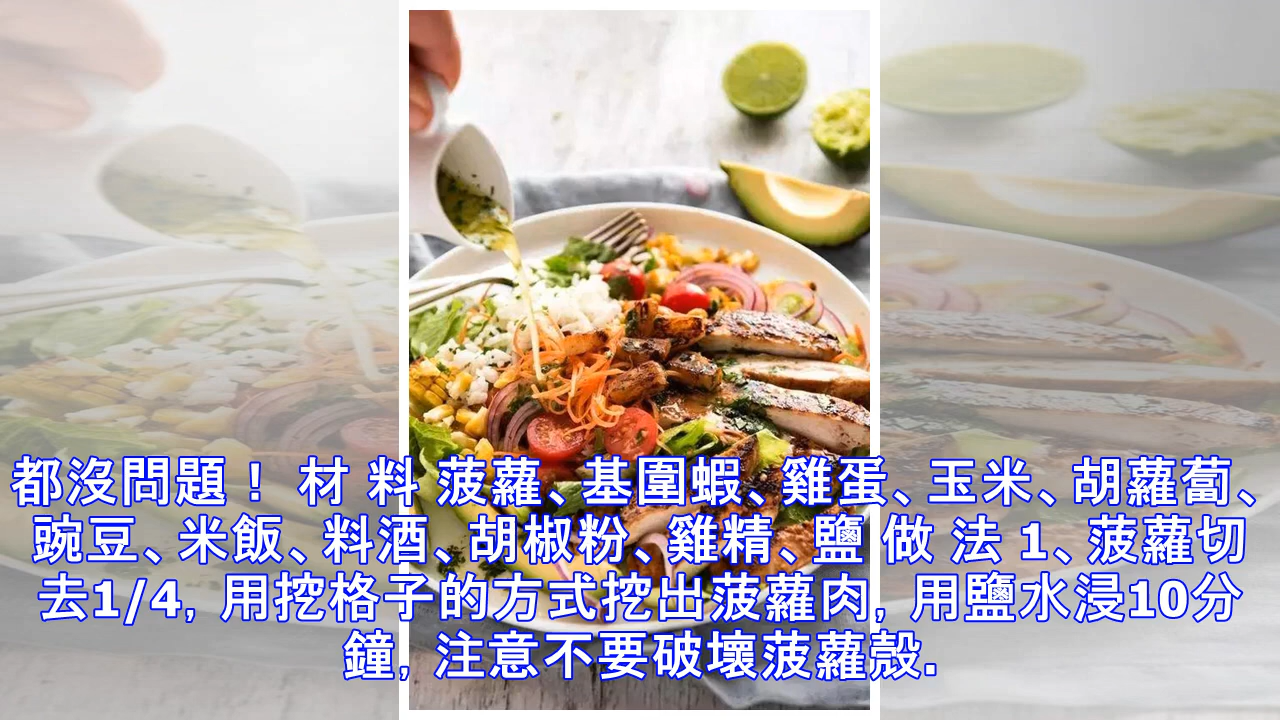 都沒問題！ 材 料 菠蘿、基圍蝦、雞蛋、玉米、胡蘿蔔、
豌豆、米飯、料酒、胡椒粉、雞精、鹽 做 法 1、菠蘿切
去1/4, 用挖格子的方式挖出菠蘿肉, 用鹽水浸10分
鐘, 注意不要破壞菠蘿殼.